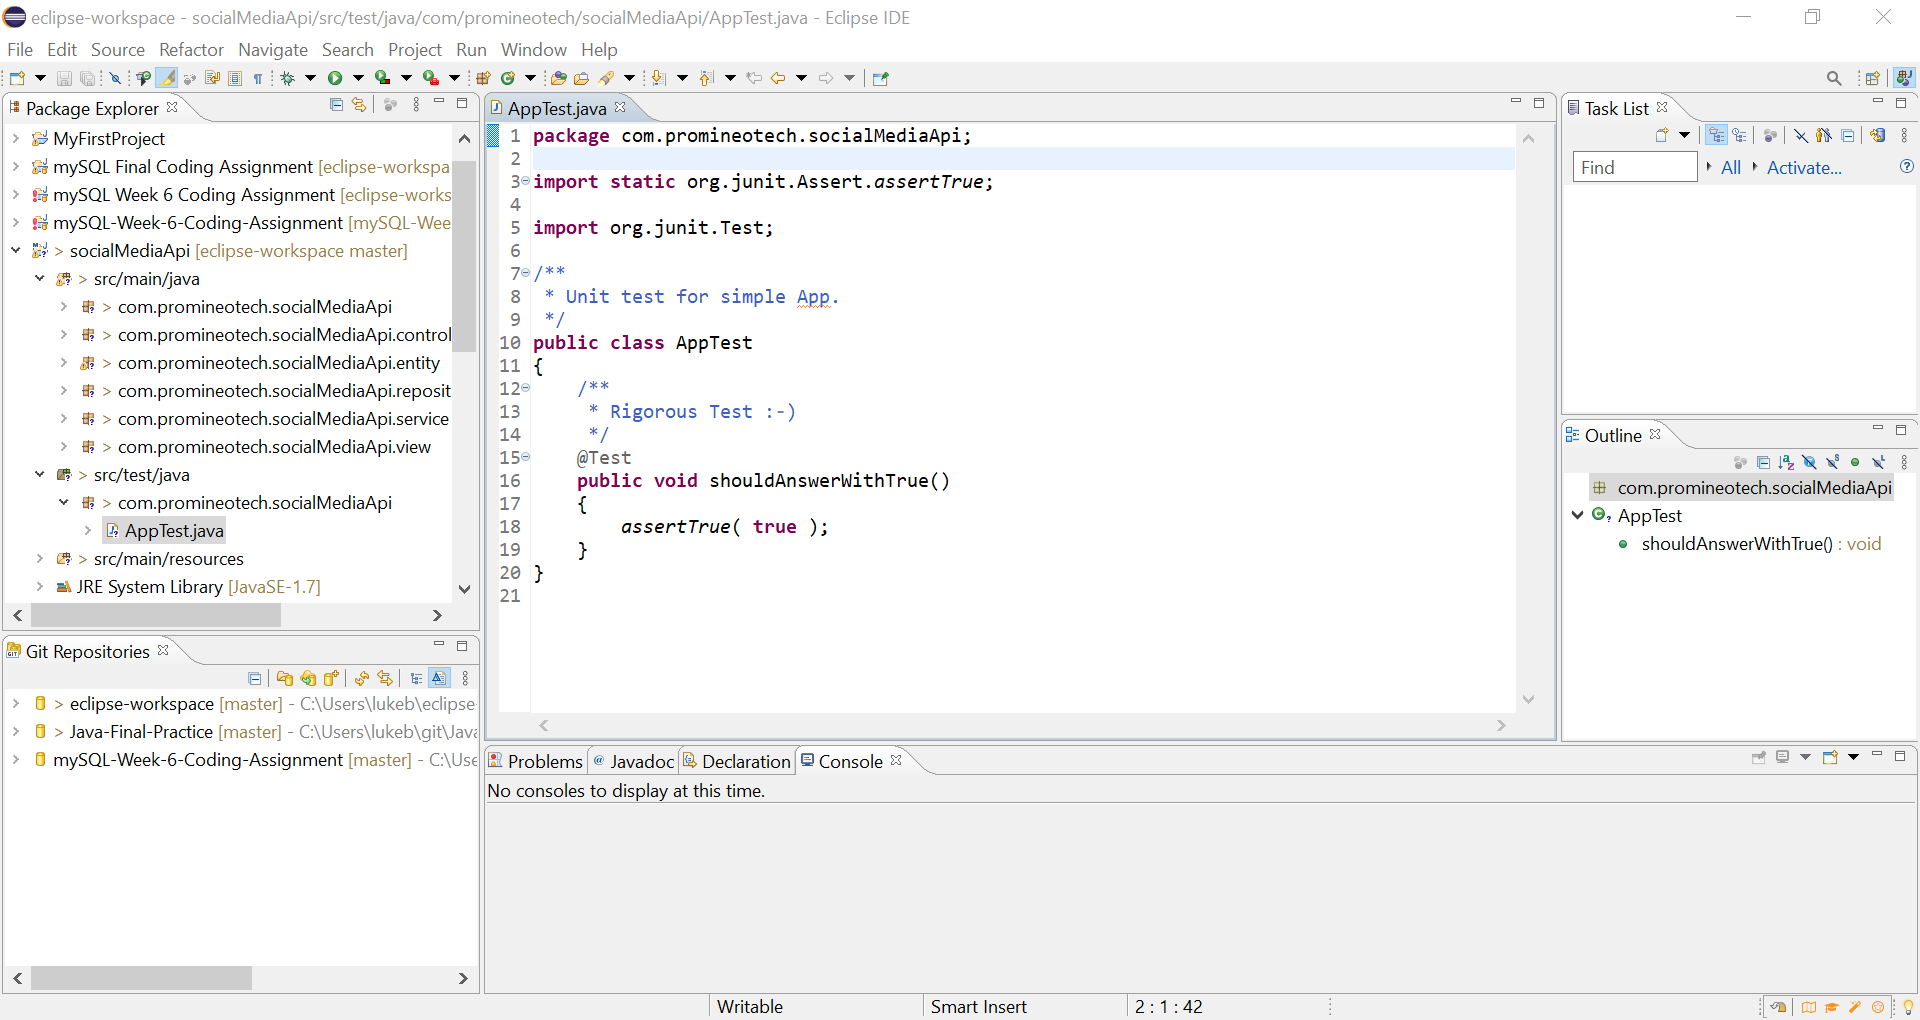 eclipse-workspace - socialMediaApi/src/test/java/com/promineotech/socialMediaApi/AppTest.java - Eclipse IDE
File Edit Source Refactor Navigate Search Project Run Window Help
Package Explorer
MyFirstProject
mySQL Final Coding Assignment [eclipse-workspa
mySQL Week 6 Coding Assignment [eclipse-works
mySQL-Week-6-Coding-Assignment [mySQL-Wee
> socialMediaApi [eclipse-workspace master]
> src/main/java
> com.promineotech.socialMediaApi
> com.promineotech.socialMediaApi.control
> com.promineotech.socialMediaApi.entity
> com.promineotech.socialMediaApi.reposit
> com.promineotech.socialMediaApi.service
> com.promineotech.socialMediaApi.view
> src/test/java
> com.promineotech.socialMediaApi
AppTest.java
> src/main/resources
JRE System Library [JavaSE-1.7]
Git Repositories
> eclipse-workspace [master] - C:\Users\lukeb\eclipse-
> Java-Final-Practice [master] - C:\Users\lukeb\git\Java
mySQL-Week-6-Coding-Assignment [master] - C:\Use
AppTest.java
1 package com.promineotech.socialMediaApi;
2
3 import static org.junit.Assert.assertTrue;
4
5 import org.junit.Test;
6
7 /**
8 * Unit test for simple App.
9 */
10 public class AppTest
11 {
12 /**
13 * Rigorous Test :-)
14 */
15 @Test
16 public void shouldAnswerWithTrue()
17 {
18 assertTrue( true );
19 }
20 }
21
Problems @ Javadoc Declaration Console
No consoles to display at this time.
Task List
Find All Activate...
Outline
com.promineotech.socialMediaApi
AppTest
shouldAnswerWithTrue() : void
Writable Smart Insert 2 : 1 : 42